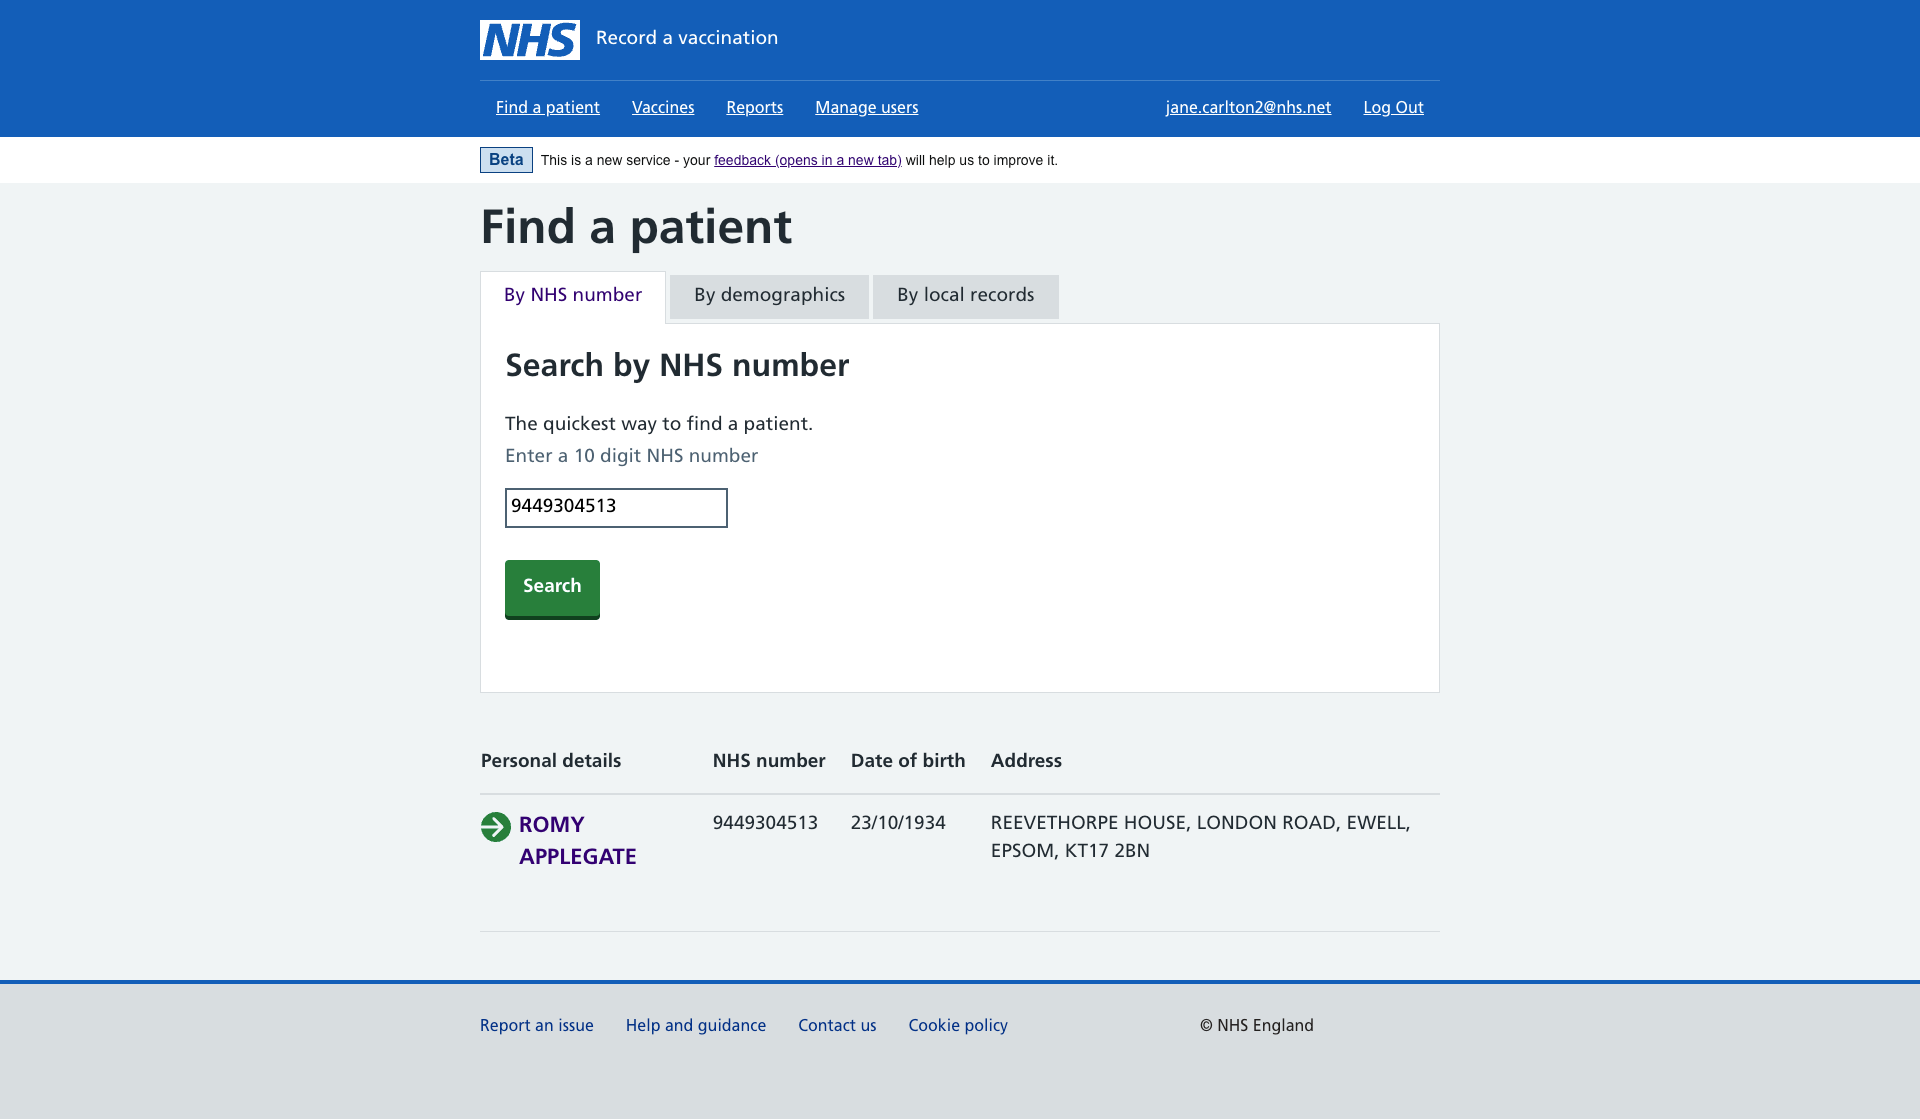 NHS Record a vaccination
Find a patient Vaccines Reports Manage users jane.carlton2@nhs.net Log Out
Beta This is a new service - your feedback (opens in a new tab) will help us to improve it.
Find a patient
By NHS number By demographics By local records
Search by NHS number
The quickest way to find a patient.
Enter a 10 digit NHS number
9449304513
Search
Personal details NHS number Date of birth Address
ROMY 9449304513 23/10/1934 REEVETHORPE HOUSE, LONDON ROAD, EWELL,
APPLEGATE EPSOM, KT17 2BN
Report an issue Help and guidance Contact us Cookie policy © NHS England